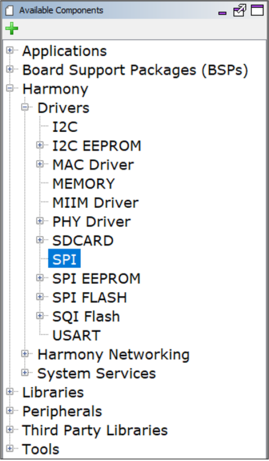 Available Components
Applications
Board Support Packages (BSPs)
Harmony
Drivers
I2C
I2C EEPROM
MAC Driver
MEMORY
MIIM Driver
PHY Driver
SDCARD
SPI
SPI EEPROM
SPI FLASH
SQI Flash
USART
Harmony Networking
System Services
Libraries
Peripherals
Third Party Libraries
Tools